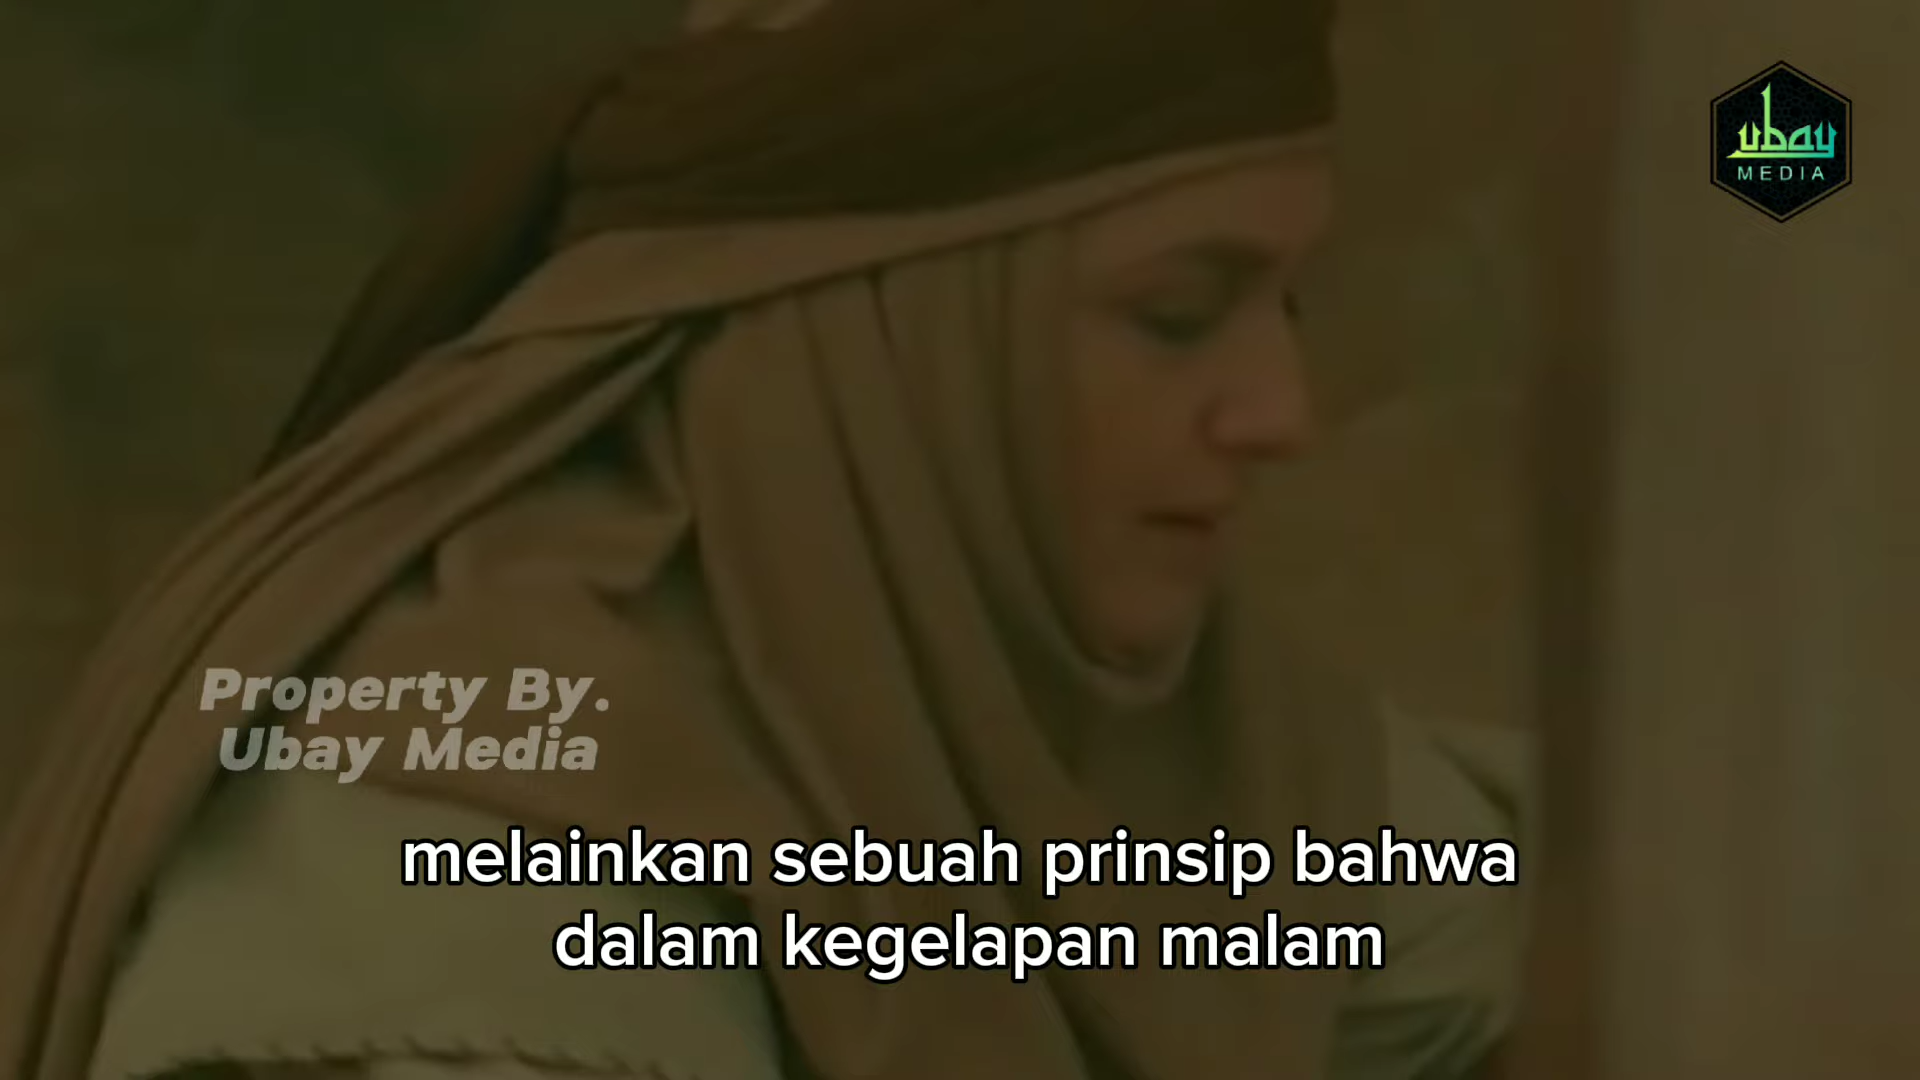 ubay
MEDIA
Property By.
Ubay Media
melainkan sebuah prinsip bahwa
dalam kegelapan malam